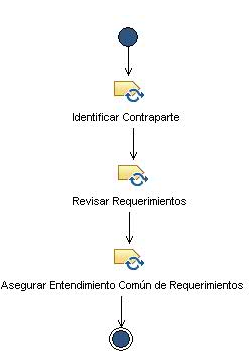 Identificar Contraparte
Revisar Requerimientos
Asegurar Entendimiento Común de Requerimientos